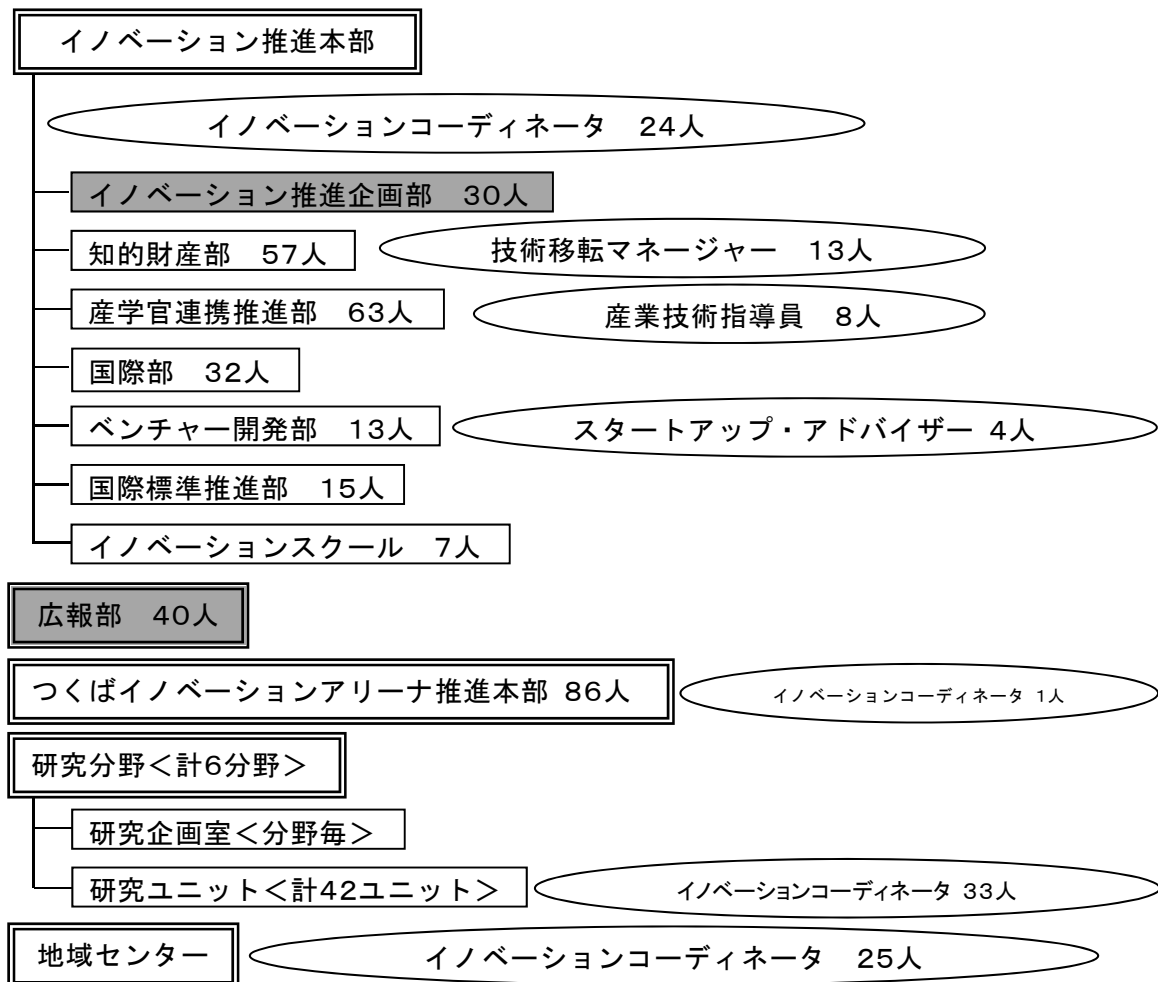 イノベーション推進本部
イノベーションコーディネータ　24人
イノベーション推進企画部　30人
知的財産部　57人
技術移転マネージャー　13人
産学官連携推進部　63人
産業技術指導員　8人
国際部　32人
ベンチャー開発部　13人
スタートアップ・アドバイザー 4人
国際標準推進部　15人
イノベーションスクール　7人
広報部　40人
つくばイノベーションアリーナ推進本部 86人
イノベーションコーディネータ 1人
研究分野＜計6分野＞
研究企画室＜分野毎＞
研究ユニット＜計42ユニット＞
イノベーションコーディネータ 33人
地域センター
イノベーションコーディネータ　25人